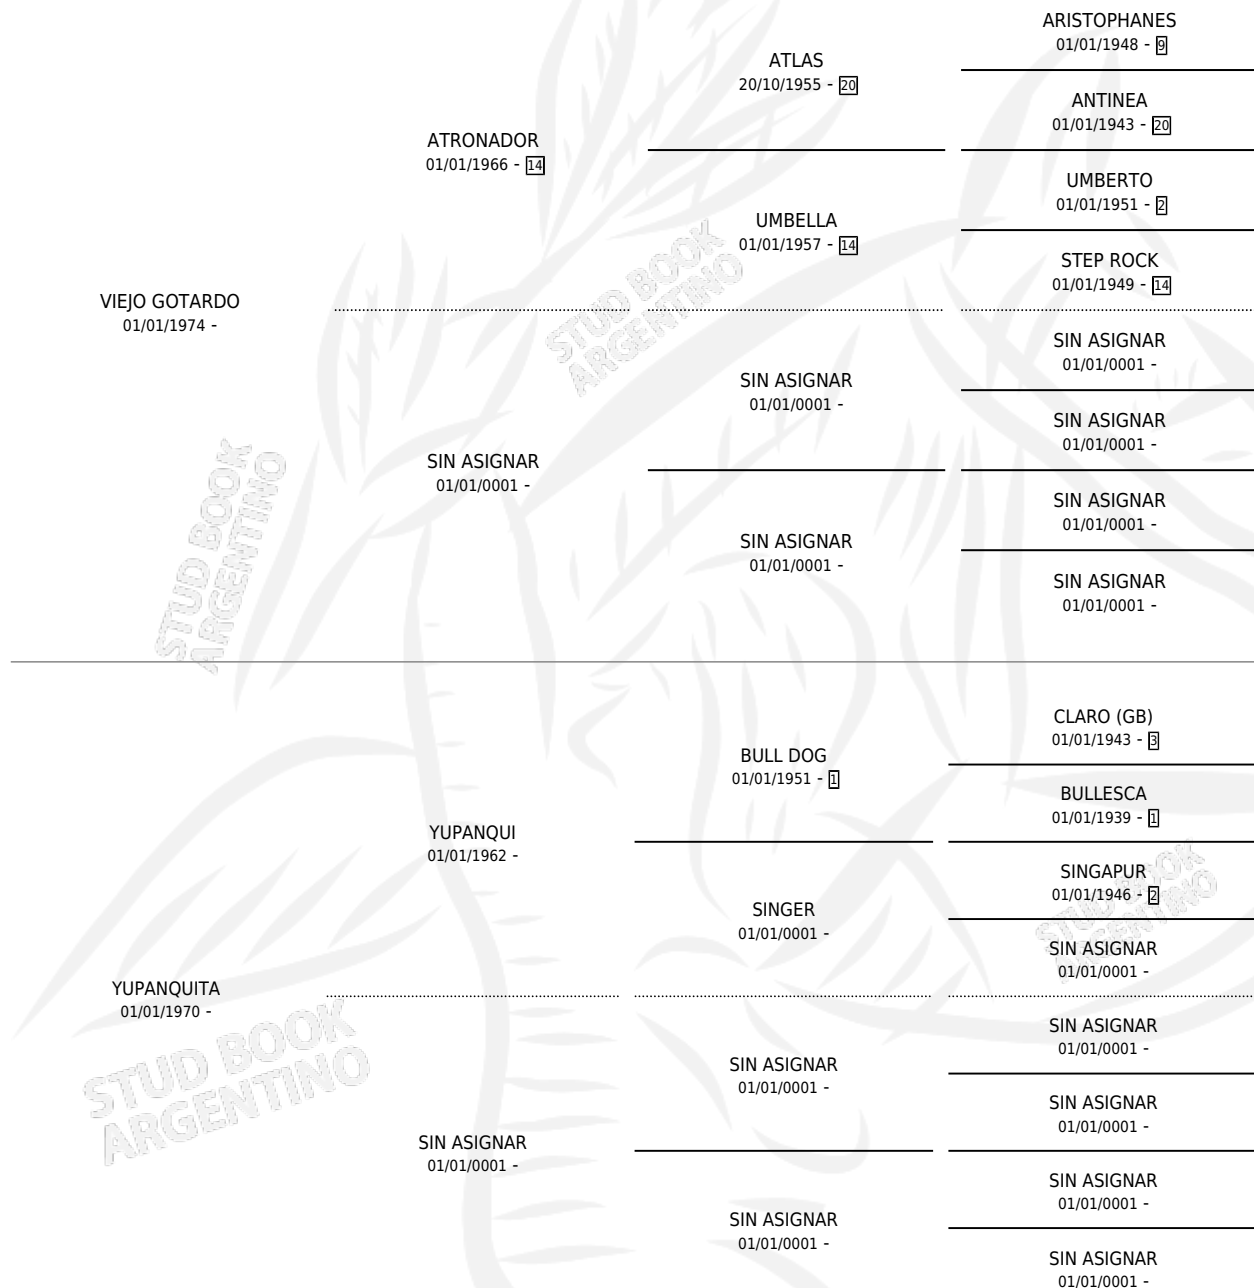 VIEJO GOTARDO
01/01/1974 -
ATRONADOR
01/01/1966 - 14
ATLAS
20/10/1955 - 20
ARISTOPHANES
01/01/1948 - 9
ANTINEA
01/01/1943 - 20
UMBELLA
01/01/1957 - 14
UMBERTO
01/01/1951 - 2
STEP ROCK
01/01/1949 - 14
SIN ASIGNAR
01/01/0001 -
SIN ASIGNAR
01/01/0001 -
SIN ASIGNAR
01/01/0001 -
SIN ASIGNAR
01/01/0001 -
SIN ASIGNAR
01/01/0001 -
SIN ASIGNAR
01/01/0001 -
SIN ASIGNAR
01/01/0001 -
YUPANQUITA
01/01/1970 -
YUPANQUI
01/01/1962 -
BULL DOG
01/01/1951 - 1
CLARO (GB)
01/01/1943 - 3
BULLESCA
01/01/1939 - 1
SINGER
01/01/0001 -
SINGAPUR
01/01/1946 - 2
SIN ASIGNAR
01/01/0001 -
SIN ASIGNAR
01/01/0001 -
SIN ASIGNAR
01/01/0001 -
SIN ASIGNAR
01/01/0001 -
SIN ASIGNAR
01/01/0001 -
SIN ASIGNAR
01/01/0001 -
SIN ASIGNAR
01/01/0001 -
SIN ASIGNAR
01/01/0001 -
STUD BOOK
ARGENTINO
STUD BOOK
ARGENTINO
STUD BOOK
ARGENTINO
STUD BOOK
ARGENTINO